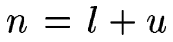 n = l + u